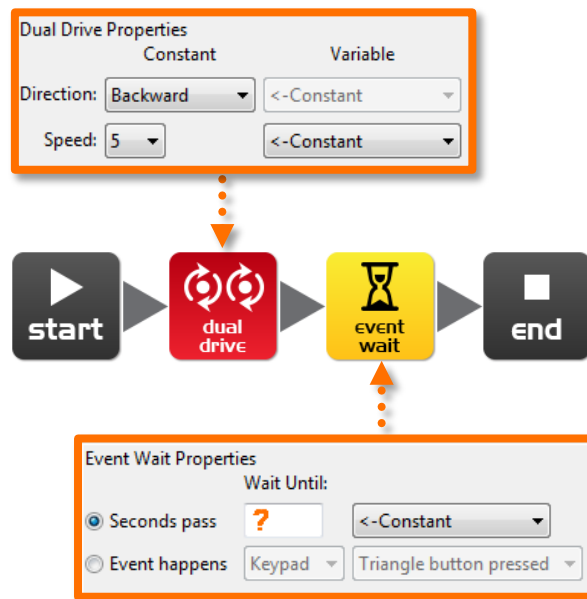 Dual Drive Properties
Constant Variable
Direction: Backward <-Constant
Speed: 5 <-Constant
start
dual
drive
event
wait
end
Event Wait Properties
Wait Until:
Seconds pass ? <-Constant
Event happens Keypad Triangle button pressed